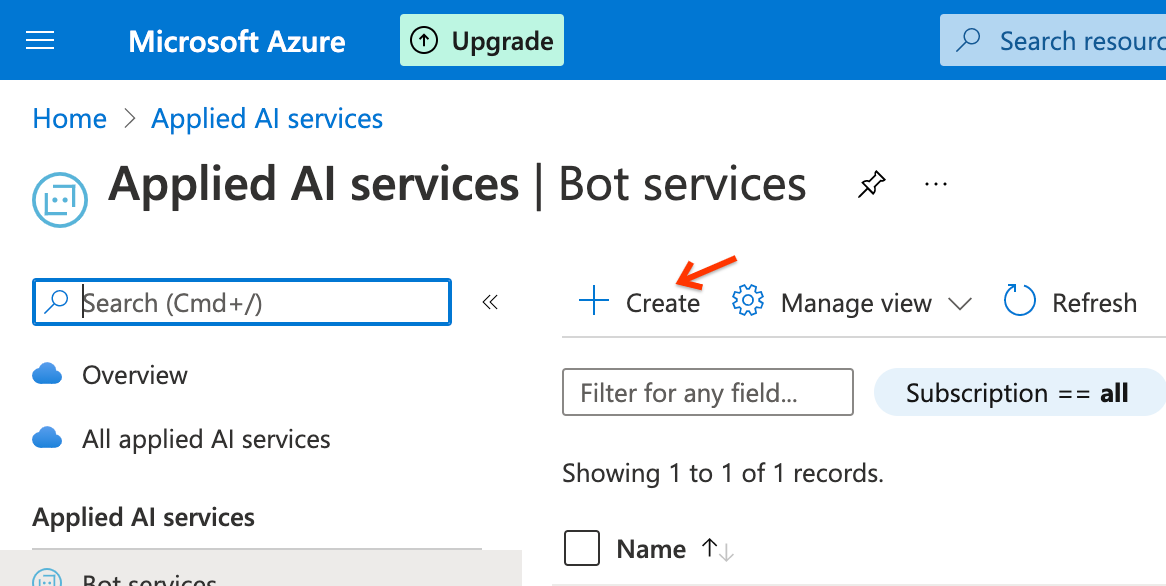 Microsoft Azure
Upgrade
Search resourc
Home > Applied AI services
Applied AI services | Bot services
...
Search (Cmd+/)
«
+ Create
Manage view
Refresh
Overview
All applied AI services
Applied AI services
Bot services
Filter for any field...
Subscription == all
Showing 1 to 1 of 1 records.
Name ↑↓